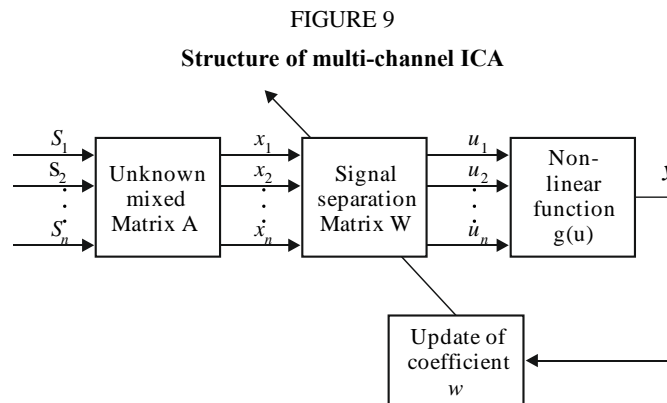 FIGURE 9
Structure of multi-channel ICA
S1
S2
Sn
Unknown
mixed
Matrix A
x1
x2
xn
Signal
separation
Matrix W
u1
u2
un
Non-
linear
function
g(u)
y
Update of
coefficient
w